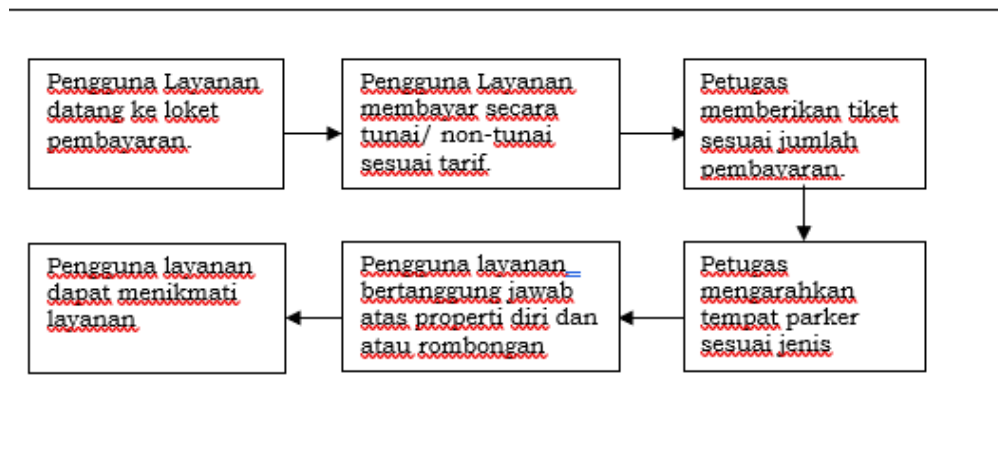 Pengguna Layanan
datang ke loket
pembayaran.
Pengguna Layanan
membayar secara
tunai/ non-tunai
sesuai tarif.
Petugas
memberikan tiket
sesuai jumlah
pembayaran.
Petugas
mengarahkan
tempat parker
sesuai jenis
Pengguna layanan
bertanggung jawab
atas properti diri dan
atau rombongan
Pengguna layanan
dapat menikmati
layanan